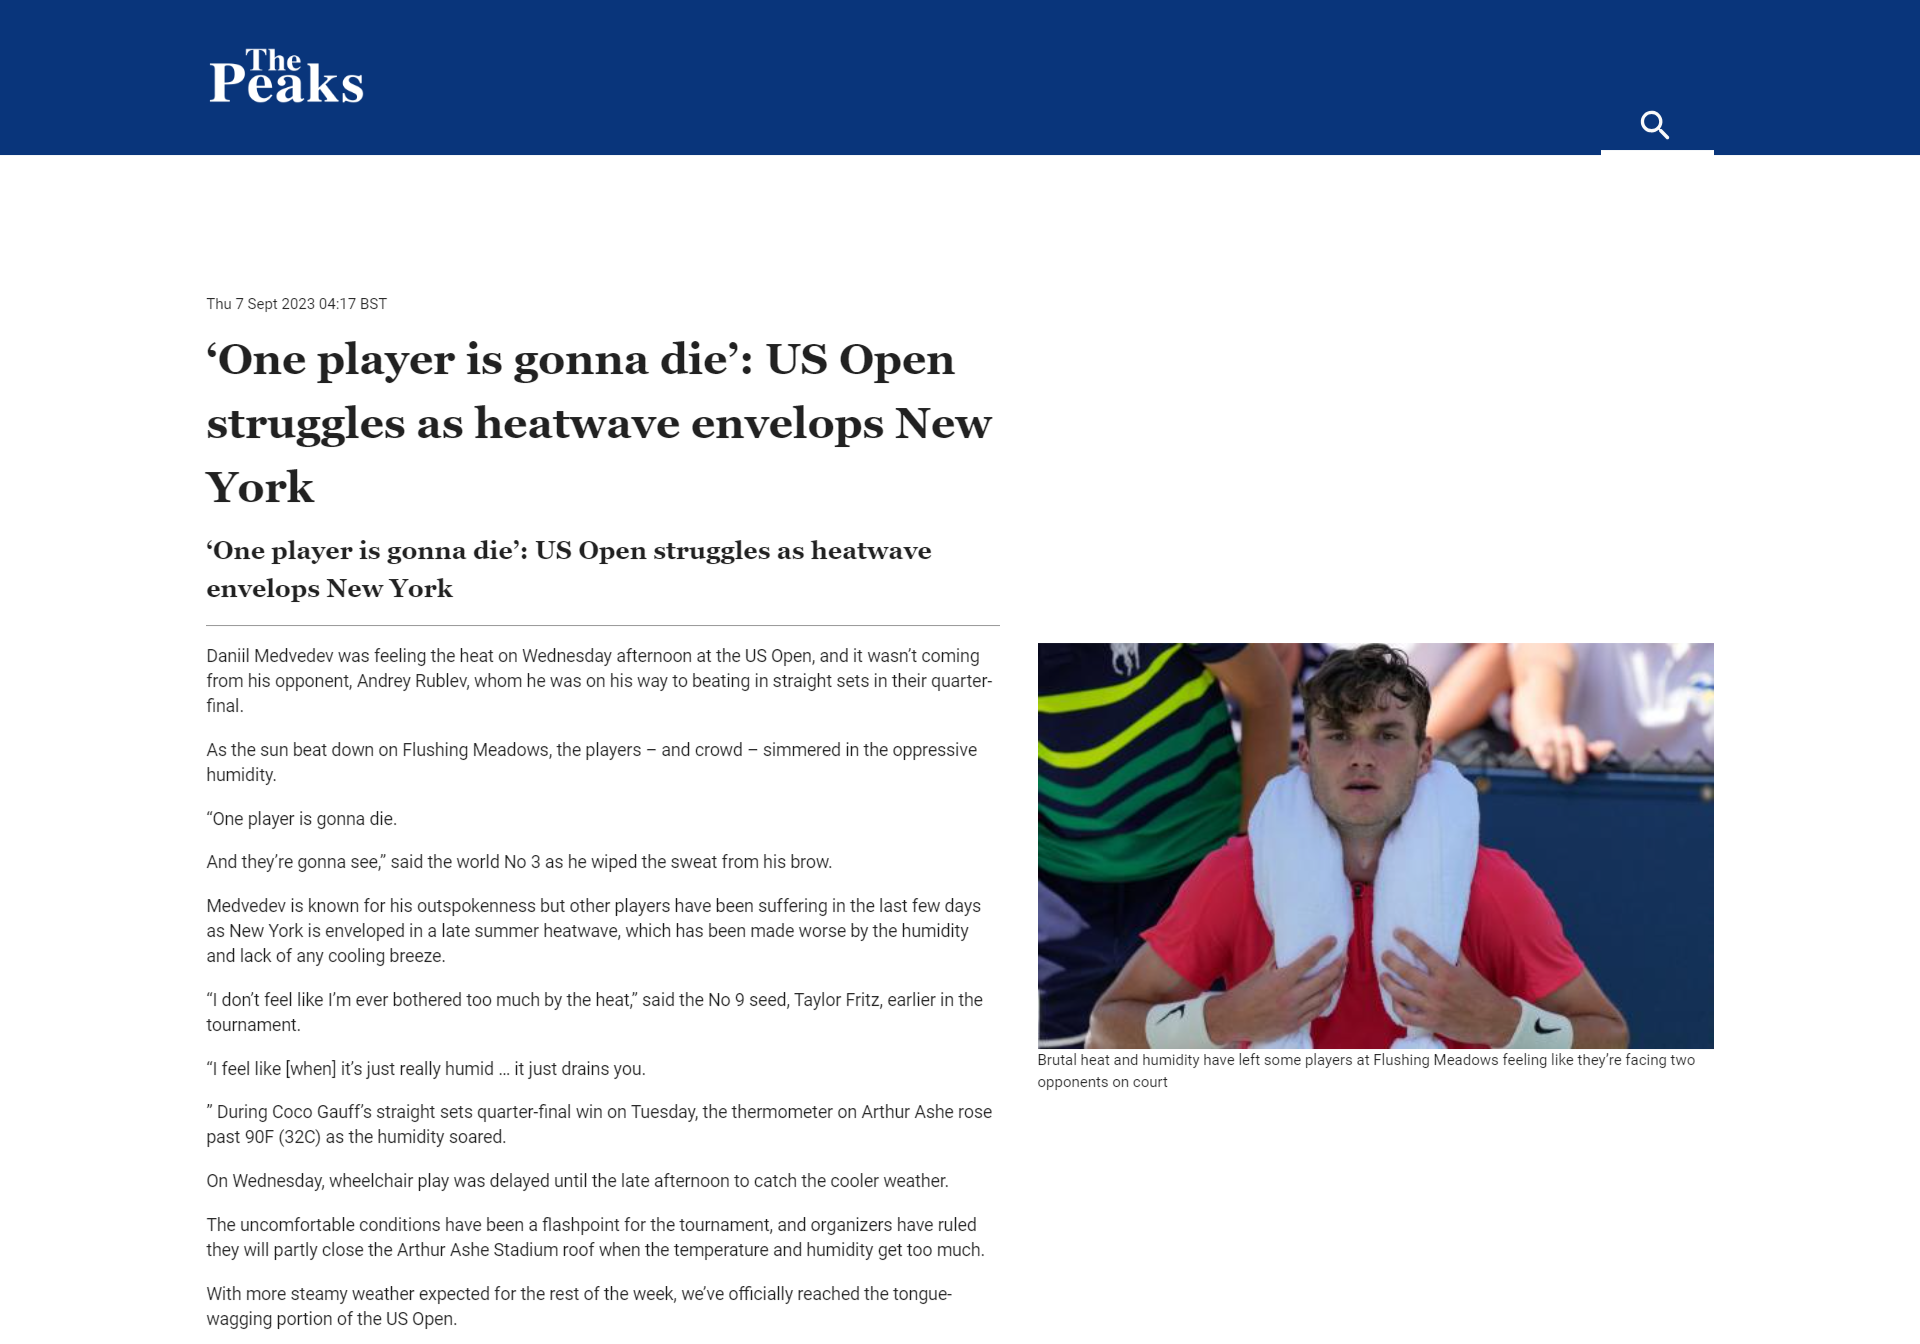 The
Peaks
Thu 7 Sept 2023 04:17 BST
‘One player is gonna die’: US Open
struggles as heatwave envelops New
York
‘One player is gonna die’: US Open struggles as heatwave
envelops New York
Daniil Medvedev was feeling the heat on Wednesday afternoon at the US Open, and it wasn’t coming
from his opponent, Andrey Rublev, whom he was on his way to beating in straight sets in their quarter-
final.
As the sun beat down on Flushing Meadows, the players – and crowd – simmered in the oppressive
humidity.
“One player is gonna die.
And they’re gonna see,” said the world No 3 as he wiped the sweat from his brow.
Medvedev is known for his outspokenness but other players have been suffering in the last few days
as New York is enveloped in a late summer heatwave, which has been made worse by the humidity
and lack of any cooling breeze.
“I don’t feel like I’m ever bothered too much by the heat,” said the No 9 seed, Taylor Fritz, earlier in the
tournament.
“I feel like [when] it’s just really humid … it just drains you.
” During Coco Gauff’s straight sets quarter-final win on Tuesday, the thermometer on Arthur Ashe rose
past 90F (32C) as the humidity soared.
On Wednesday, wheelchair play was delayed until the late afternoon to catch the cooler weather.
The uncomfortable conditions have been a flashpoint for the tournament, and organizers have ruled
they will partly close the Arthur Ashe Stadium roof when the temperature and humidity get too much.
With more steamy weather expected for the rest of the week, we’ve officially reached the tongue-
wagging portion of the US Open.
Brutal heat and humidity have left some players at Flushing Meadows feeling like they’re facing two
opponents on court